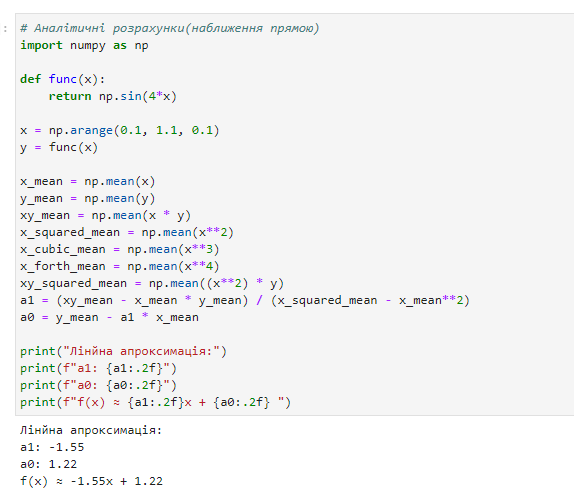 :
# Аналітичні розрахунки(наближення прямою)
import numpy as np
def func(x):
    return np.sin(4*x)
x = np.arange(0.1, 1.1, 0.1)
y = func(x)
x_mean = np.mean(x)
y_mean = np.mean(y)
xy_mean = np.mean(x * y)
x_squared_mean = np.mean(x**2)
x_cubic_mean = np.mean(x**3)
x_forth_mean = np.mean(x**4)
xy_squared_mean = np.mean((x**2) * y)
a1 = (xy_mean - x_mean * y_mean) / (x_squared_mean - x_mean**2)
a0 = y_mean - a1 * x_mean
print("Лінйна апроксимація:")
print(f"a1: {a1:.2f}")
print(f"a0: {a0:.2f}")
print(f"f(x) ≈ {a1:.2f}x + {a0:.2f} ")
Лінйна апроксимація:
a1: -1.55
a0: 1.22
f(x) ≈ -1.55x + 1.22